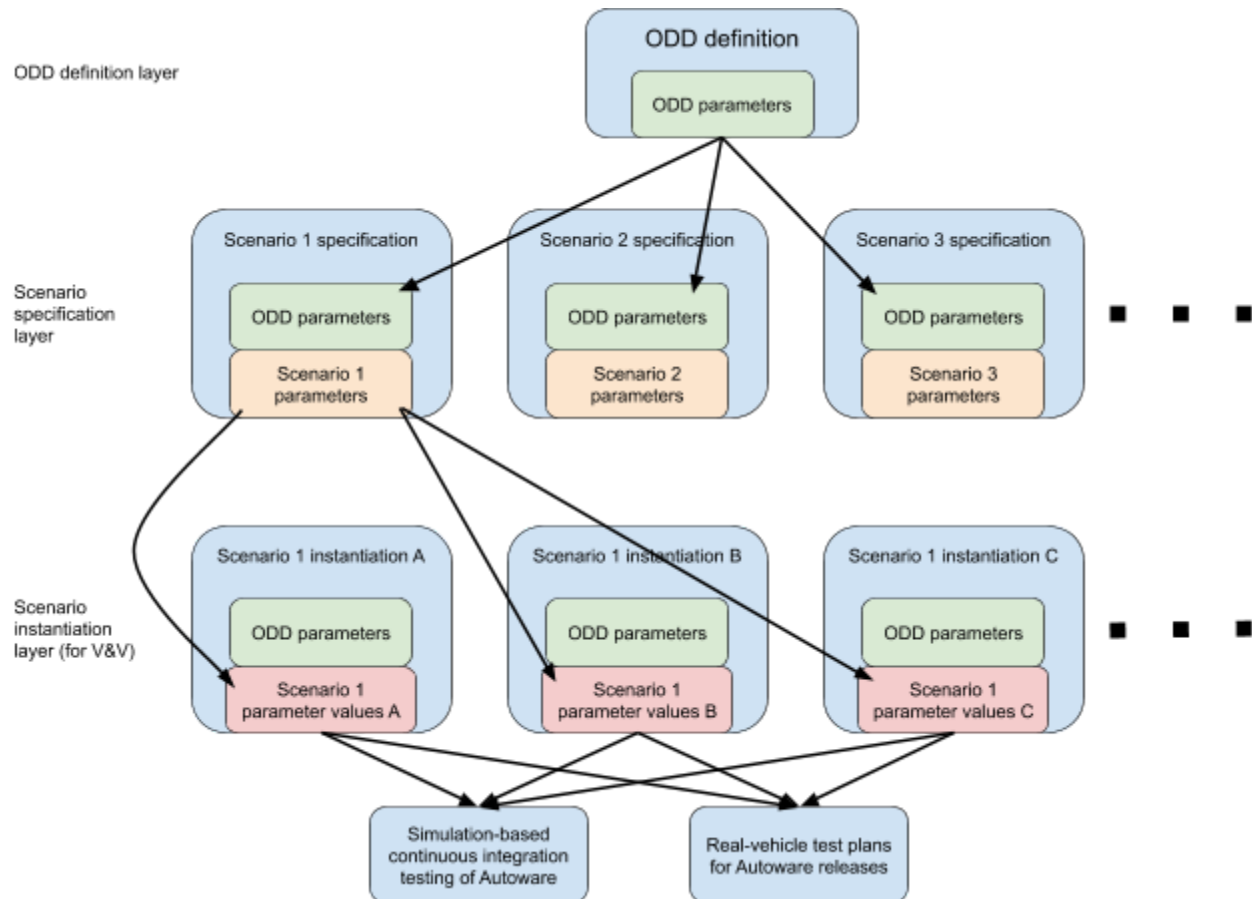 ODD definition
ODD definition layer
ODD parameters
Scenario 1 specification
Scenario 2 specification
Scenario 3 specification
Scenario
specification
layer
ODD parameters
ODD parameters
ODD parameters
Scenario 1
parameters
Scenario 2
parameters
Scenario 3
parameters
Scenario 1 instantiation A
Scenario 1 instantiation B
Scenario 1 instantiation C
Scenario
instantiation
layer (for V&V)
ODD parameters
ODD parameters
ODD parameters
Scenario 1
parameter values A
Scenario 1
parameter values B
Scenario 1
parameter values C
Simulation-based
continuous integration
testing of Autoware
Real-vehicle test plans
for Autoware releases